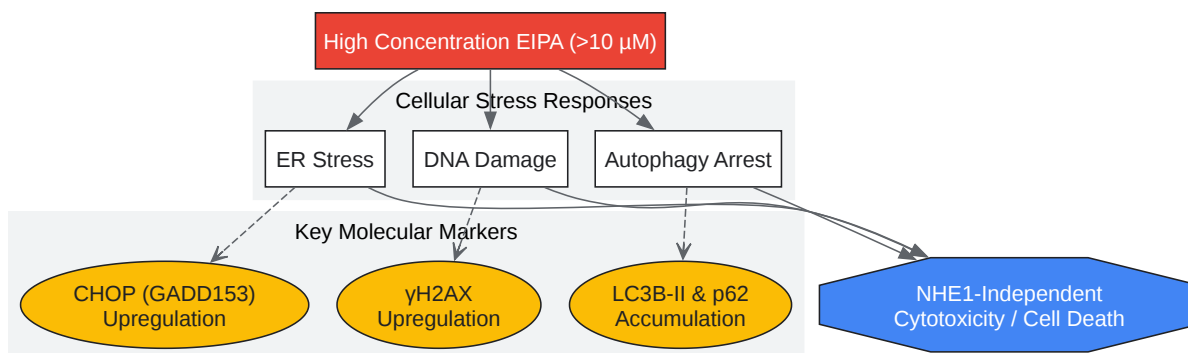 High Concentration EIPA (>10 µM)
Cellular Stress Responses
ER Stress
DNA Damage
Autophagy Arrest
Key Molecular Markers
CHOP (GADD153)
Upregulation
γH2AX
Upregulation
LC3B-II & p62
Accumulation
NHE1-Independent
Cytotoxicity / Cell Death